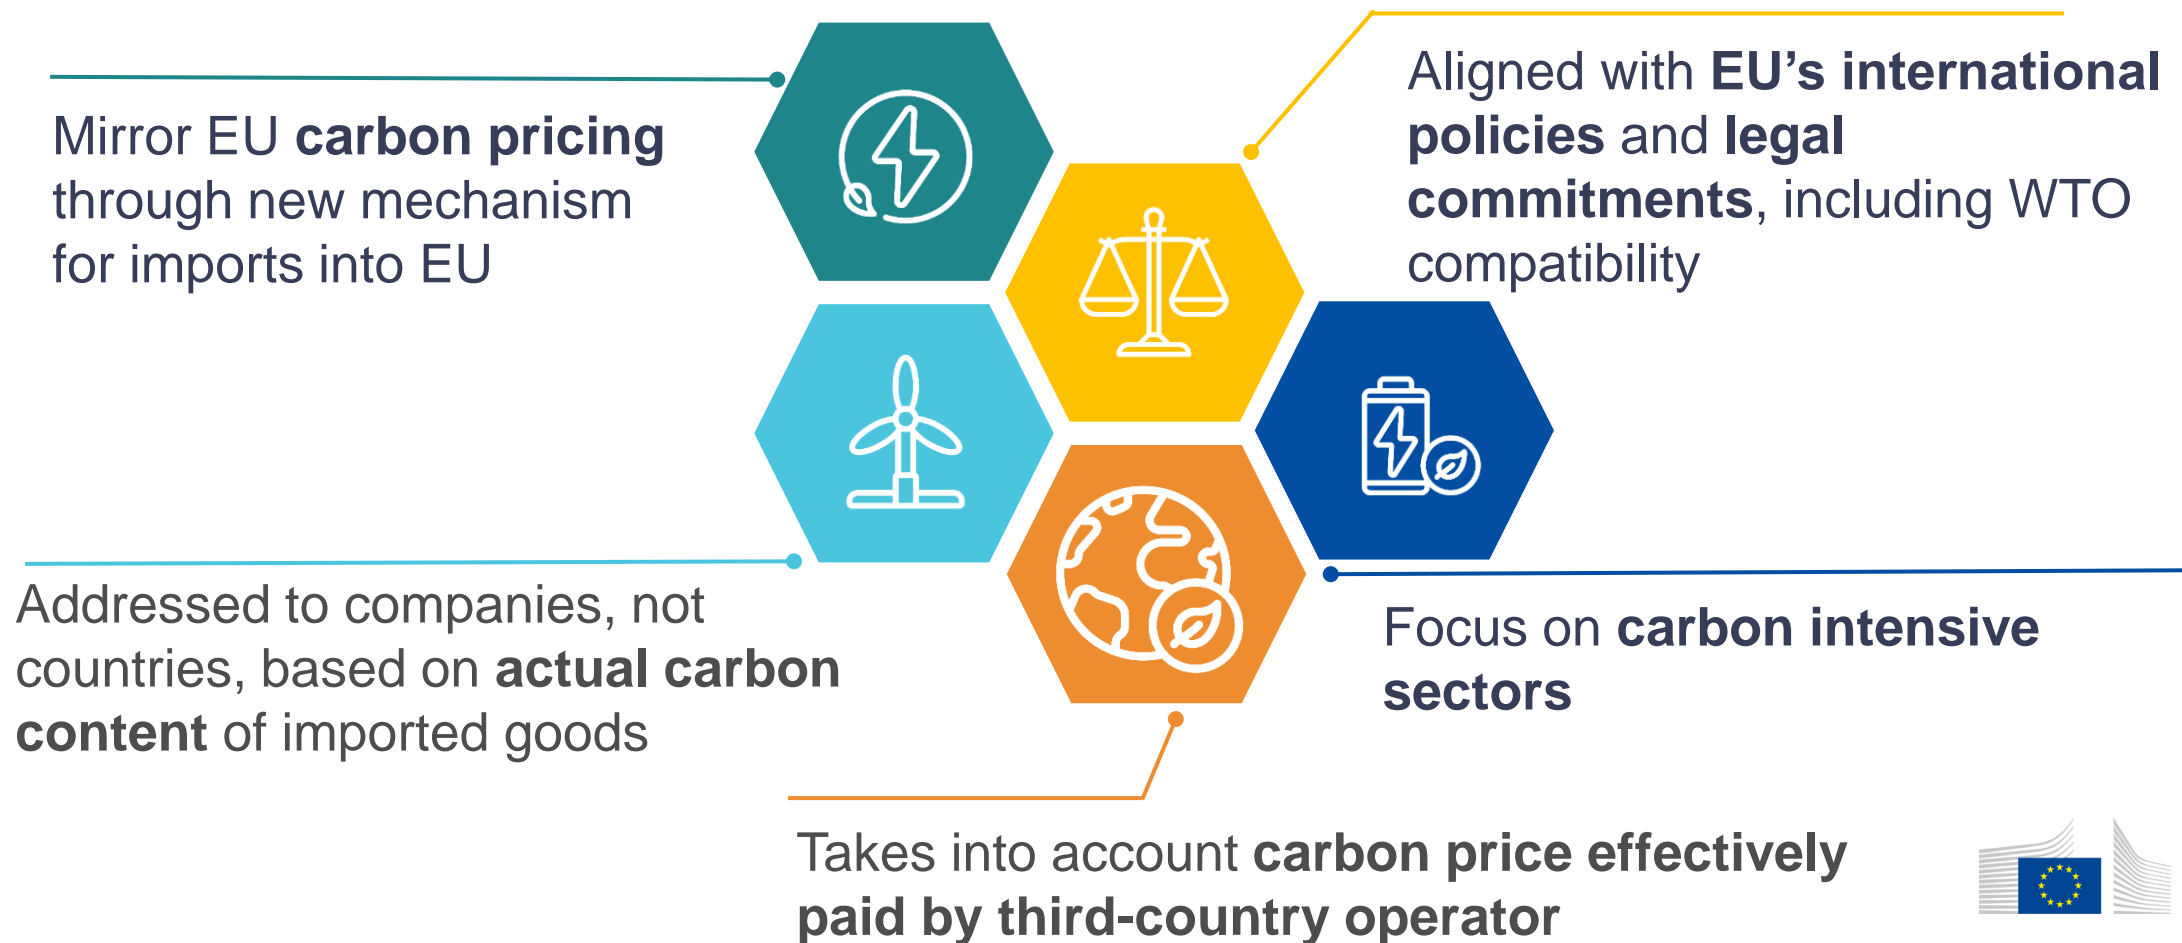 Mirror EU carbon pricing
through new mechanism
for imports into EU
Aligned with EU’s international
policies and legal
commitments, including WTO
compatibility
Addressed to companies, not
countries, based on actual carbon
content of imported goods
Focus on carbon intensive
sectors
Takes into account carbon price effectively
paid by third-country operator